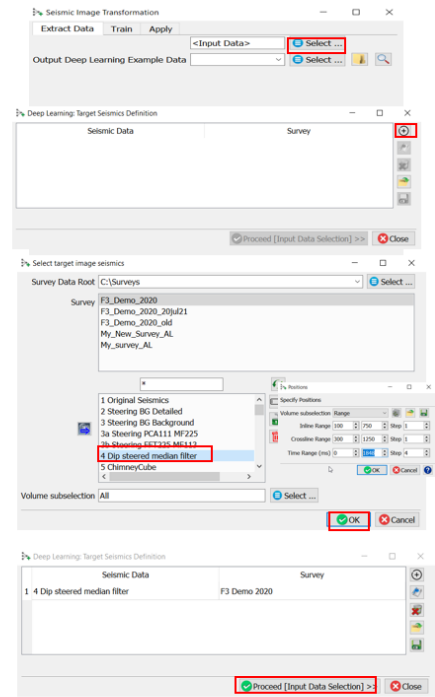 Seismic Image Transformation
Extract Data Train Apply
<Input Data> Select ...
Output Deep Learning Example Data Select ...
Deep Learning: Target Seismics Definition
Seismic Data Survey
Proceed [Input Data Selection] >> Close
Select target image seismics
Survey Data Root C:\Surveys Select ...
Survey F3_Demo_2020
F3_Demo_2020_20Jul21
F3_Demo_2020_old
My_New_Survey_AL
My_survey_AL
*
1 Original Seismics
2 Steering BG Detailed
3 Steering BG Background
3a Steering PCA111 MF225
3b Steering FFT225 MF112
4 Dip steered median filter
5 ChimneyCube
Positions
Specify Positions
Volume subselection Range
Inline Range 100 750 Step 1
Crossline Range 300 1250 Step 1
Time Range (ms) 0 Step 4
OK Cancel
Volume subselection All Select ...
OK Cancel
Deep Learning: Target Seismics Definition
Seismic Data Survey
1 4 Dip steered median filter F3 Demo 2020
Proceed [Input Data Selection] >> Close